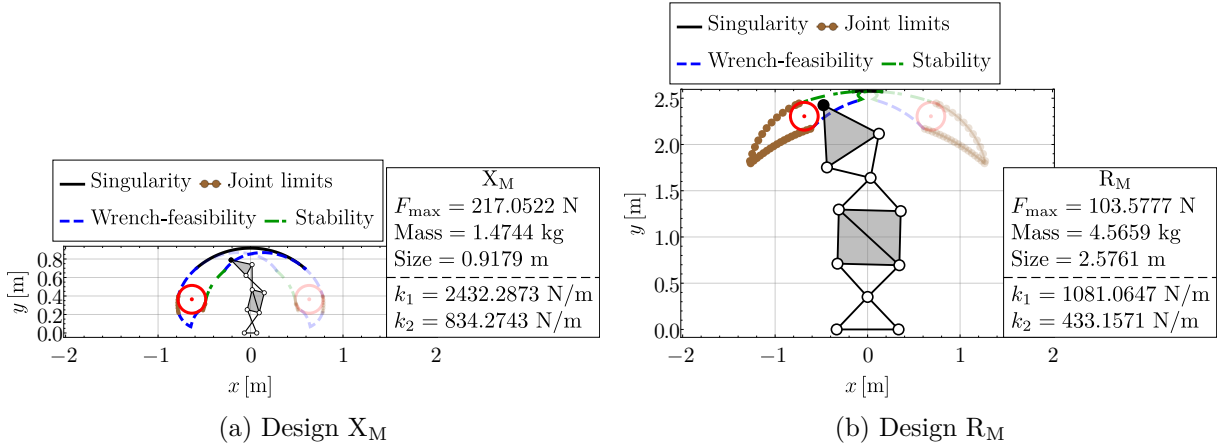 Singularity Joint limits
Wrench-feasibility Stability
X_M
F_max = 217.0522 N
Mass = 1.4744 kg
Size = 0.9179 m
k_1 = 2432.2873 N/m
k_2 = 834.2743 N/m
y [m]
0.8
0.6
0.4
0.2
0.0
−2 −1 0 1 2
x [m]
(a) Design X_M
Singularity Joint limits
Wrench-feasibility Stability
R_M
F_max = 103.5777 N
Mass = 4.5659 kg
Size = 2.5761 m
k_1 = 1081.0647 N/m
k_2 = 433.1571 N/m
y [m]
2.5
2.0
1.5
1.0
0.5
0.0
−2 −1 0 1 2
x [m]
(b) Design R_M